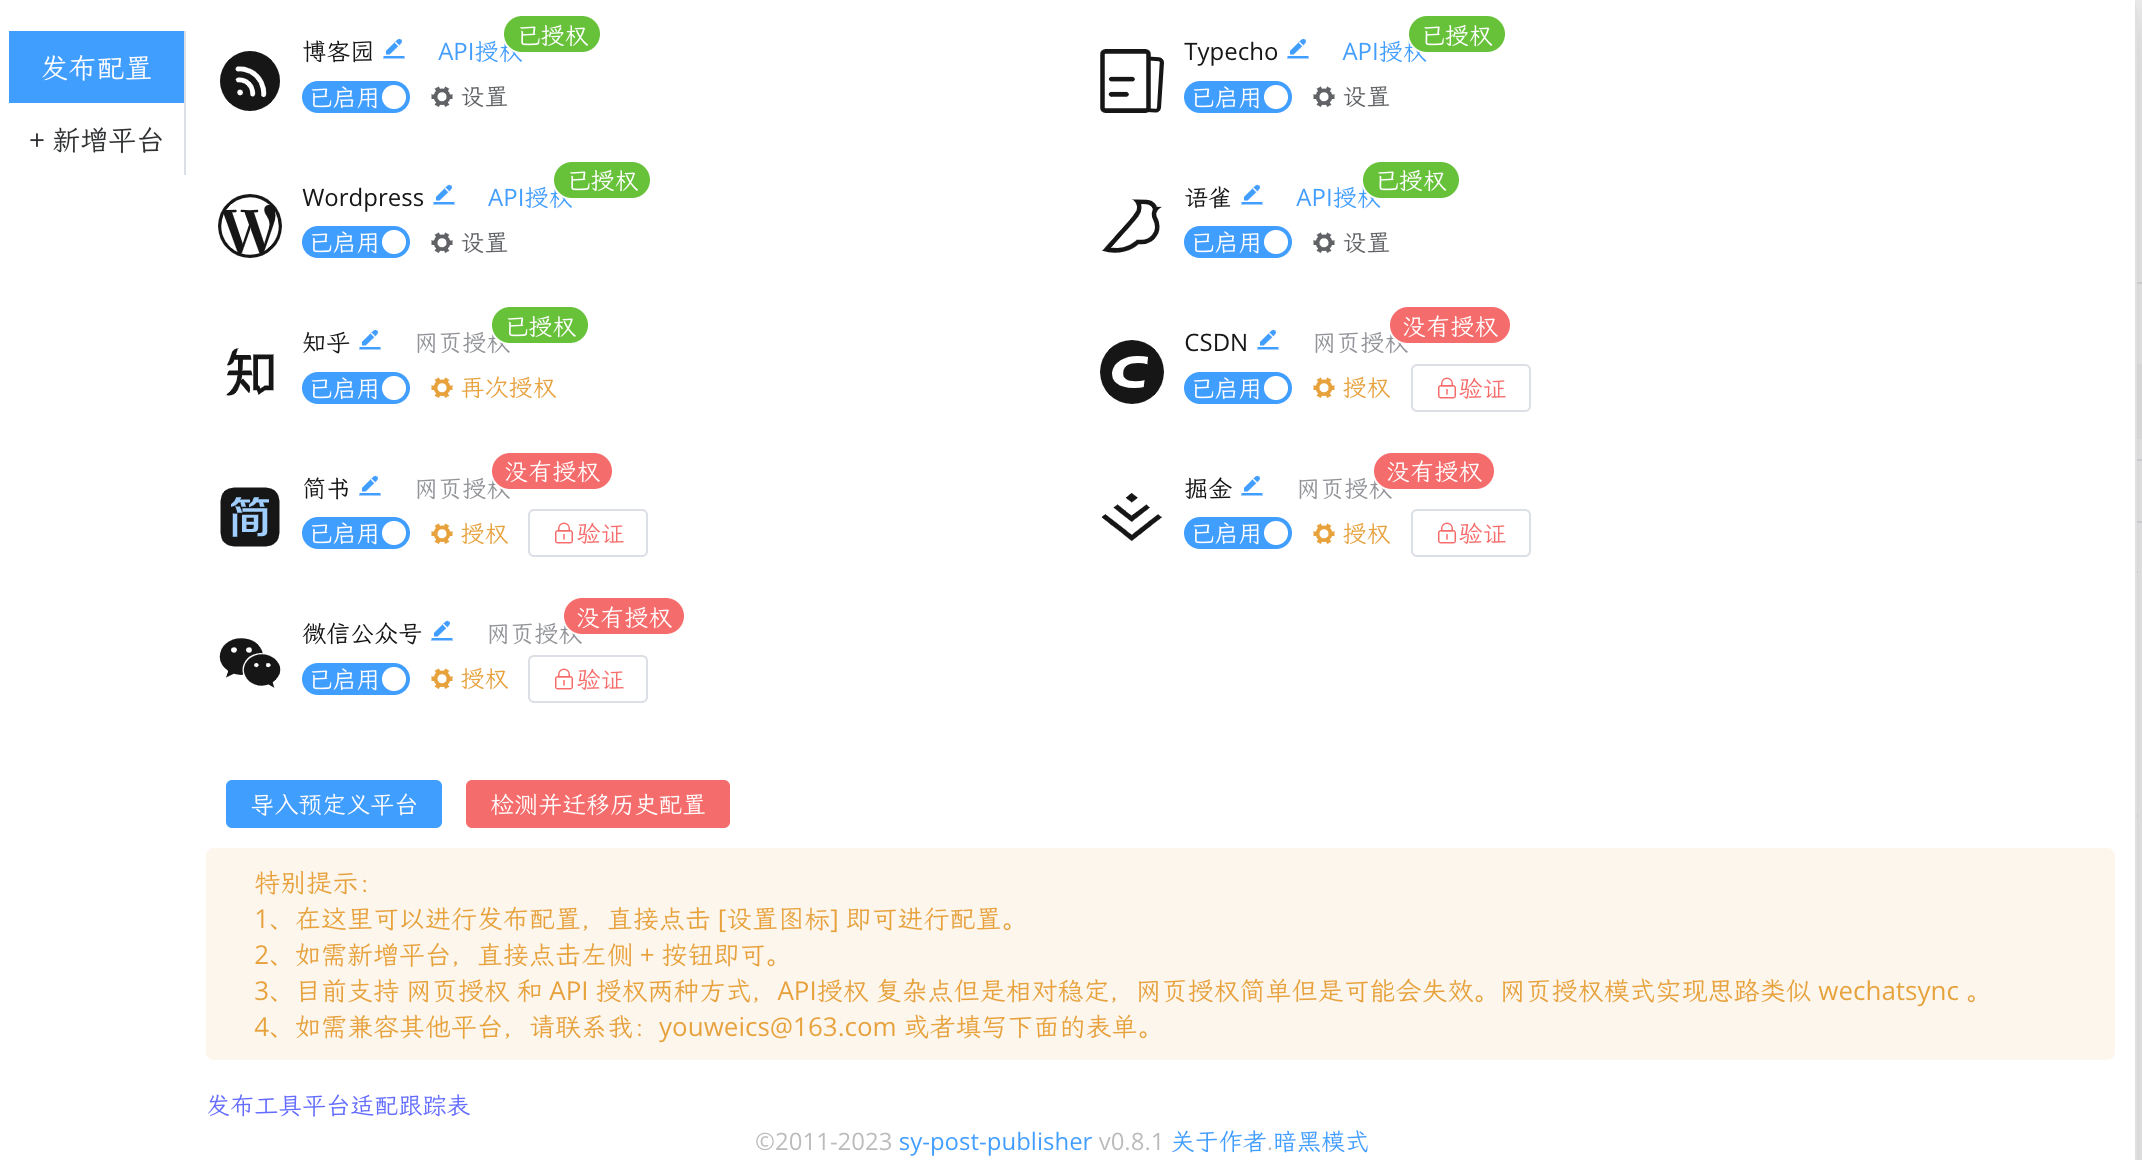 发布配置
+ 新增平台
博客园 API授权 已授权
已启用 设置
Typecho API授权 已授权
已启用 设置
Wordpress API授权 已授权
已启用 设置
语雀 API授权 已授权
已启用 设置
知
知乎 网页授权 已授权
已启用 再次授权
CSDN 网页授权 没有授权
已启用 授权 验证
简
简书 网页授权 没有授权
已启用 授权 验证
掘金 网页授权 没有授权
已启用 授权 验证
微信公众号 网页授权 没有授权
已启用 授权 验证
导入预定义平台 检测并迁移历史配置
特别提示：
1、在这里可以进行发布配置，直接点击 [设置图标] 即可进行配置。
2、如需新增平台，直接点击左侧 + 按钮即可。
3、目前支持 网页授权 和 API 授权两种方式，API授权 复杂点但是相对稳定，网页授权简单但是可能会失效。网页授权模式实现思路类似 wechatsync 。
4、如需兼容其他平台，请联系我：youweics@163.com 或者填写下面的表单。
发布工具平台适配跟踪表
©2011-2023 sy-post-publisher v0.8.1 关于作者.暗黑模式